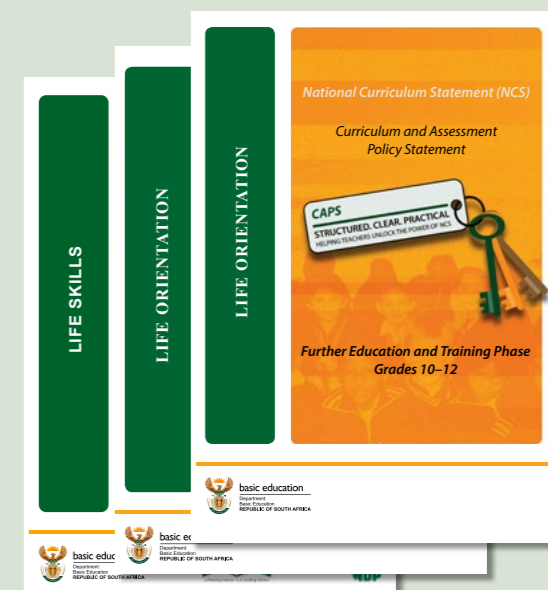 LIFE SKILLS
LIFE ORIENTATION
LIFE ORIENTATION
National Curriculum Statement (NCS)
Curriculum and Assessment
Policy Statement
CAPS
STRUCTURED. CLEAR. PRACTICAL
HELPING TEACHERS UNLOCK THE POWER OF NCS
Further Education and Training Phase
Grades 10–12
basic education
Department:
Basic Education
REPUBLIC OF SOUTH AFRICA
basic ec
Department:
Basic Education
REPUBLIC OF SOUTH AFRICA
basic educ
Department:
Basic Education
REPUBLIC OF SOUTH AFRICA
NDP